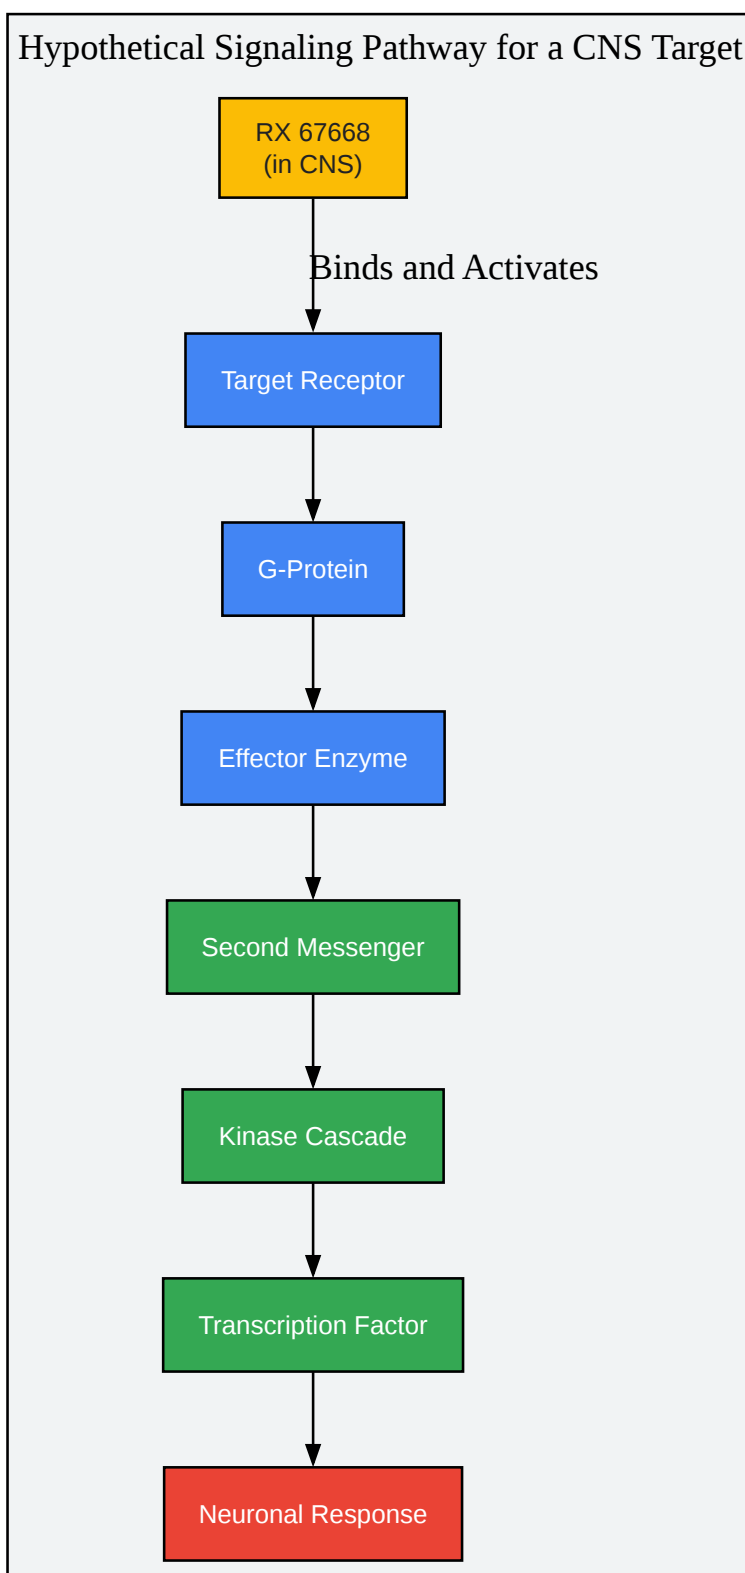 Hypothetical Signaling Pathway for a CNS Target
RX 67668
(in CNS)
Binds and Activates
Target Receptor
G-Protein
Effector Enzyme
Second Messenger
Kinase Cascade
Transcription Factor
Neuronal Response